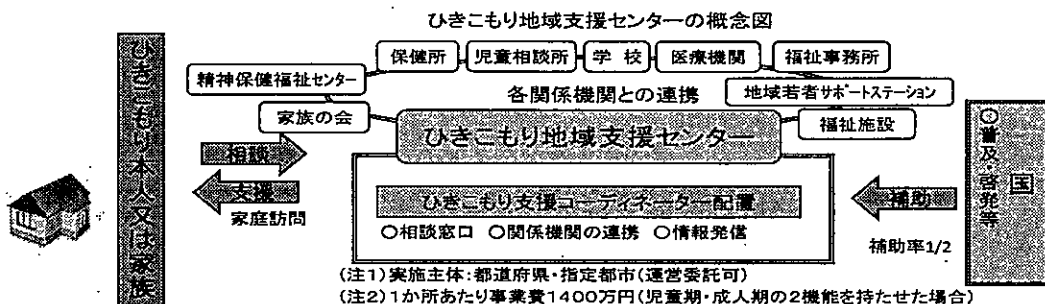 ひきこもり地域支援センターの概念図
保健所
児童相談所
学校
医療機関
福祉事務所
精神保健福祉センター
地域若者サポートステーション
各関係機関との連携
家族の会
福祉施設
ひきこもり地域支援センター
ひきこもり本人又は家族
相談
支援
家庭訪問
ひきこもり支援コーディネーター配置
○相談窓口 ○関係機関の連携 ○情報発信
補助
補助率1/2
国
○普及・啓発等
(注1)実施主体:都道府県・指定都市(運営委託可)
(注2)1か所あたり事業費1400万円(児童期・成人期の2機能を持たせた場合)